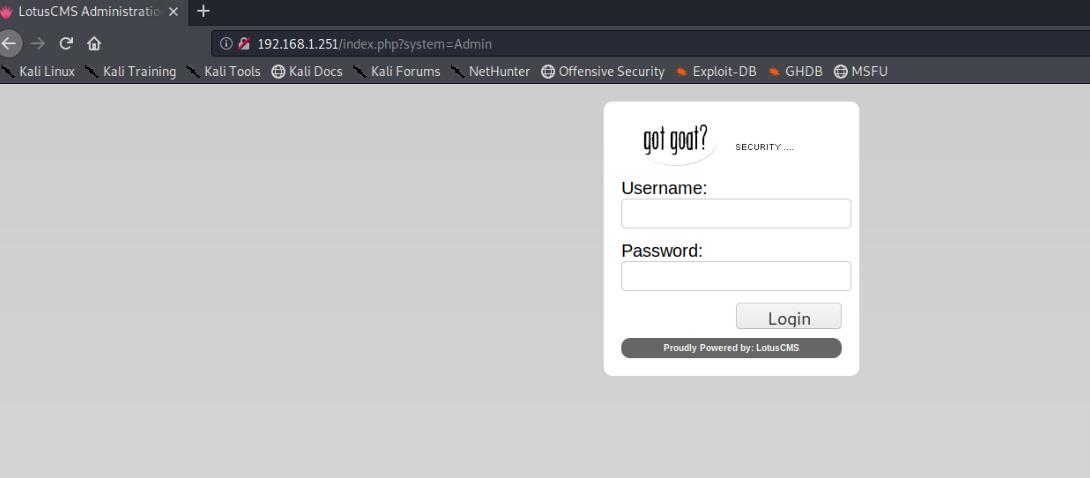 LotusCMS Administratio
192.168.1.251/index.php?system=Admin
Kali Linux Kali Training Kali Tools Kali Docs Kali Forums NetHunter Offensive Security Exploit-DB GHDB MSFU
got goat? SECURITY ....
Username:
Password:
Login
Proudly Powered by: LotusCMS